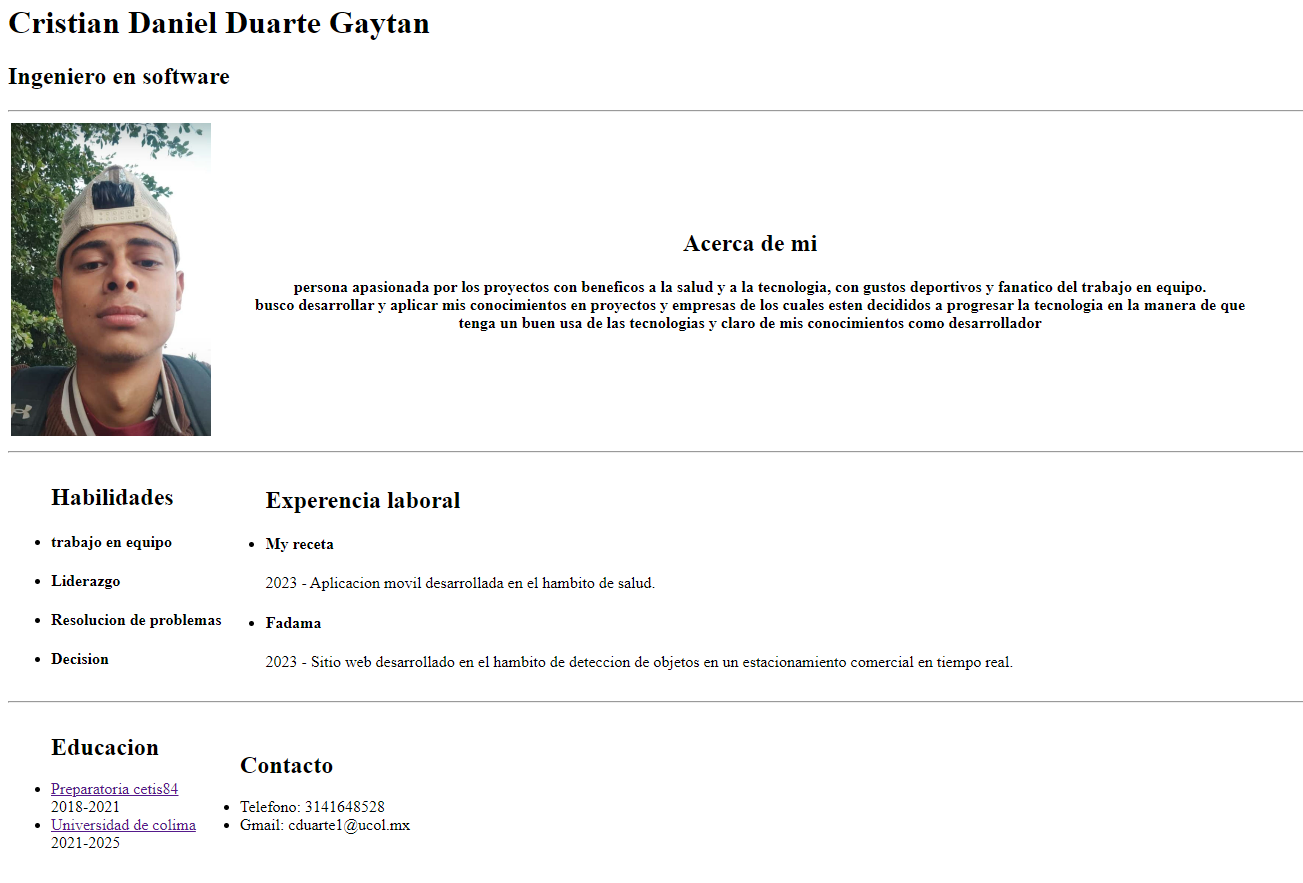 Cristian Daniel Duarte Gaytan
Ingeniero en software
Acerca de mi
persona apasionada por los proyectos con beneficos a la salud y a la tecnologia, con gustos deportivos y fanatico del trabajo en equipo.
busco desarrollar y aplicar mis conocimientos en proyectos y empresas de los cuales esten decididos a progresar la tecnologia en la manera de que
tenga un buen usa de las tecnologias y claro de mis conocimientos como desarrollador
Habilidades
trabajo en equipo
Liderazgo
Resolucion de problemas
Decision
Experencia laboral
My receta
2023 - Aplicacion movil desarrollada en el hambito de salud.
Fadama
2023 - Sitio web desarrollado en el hambito de deteccion de objetos en un estacionamiento comercial en tiempo real.
Educacion
Preparatoria cetis84
2018-2021
Universidad de colima
2021-2025
Contacto
Telefono: 3141648528
Gmail: cduarte1@ucol.mx